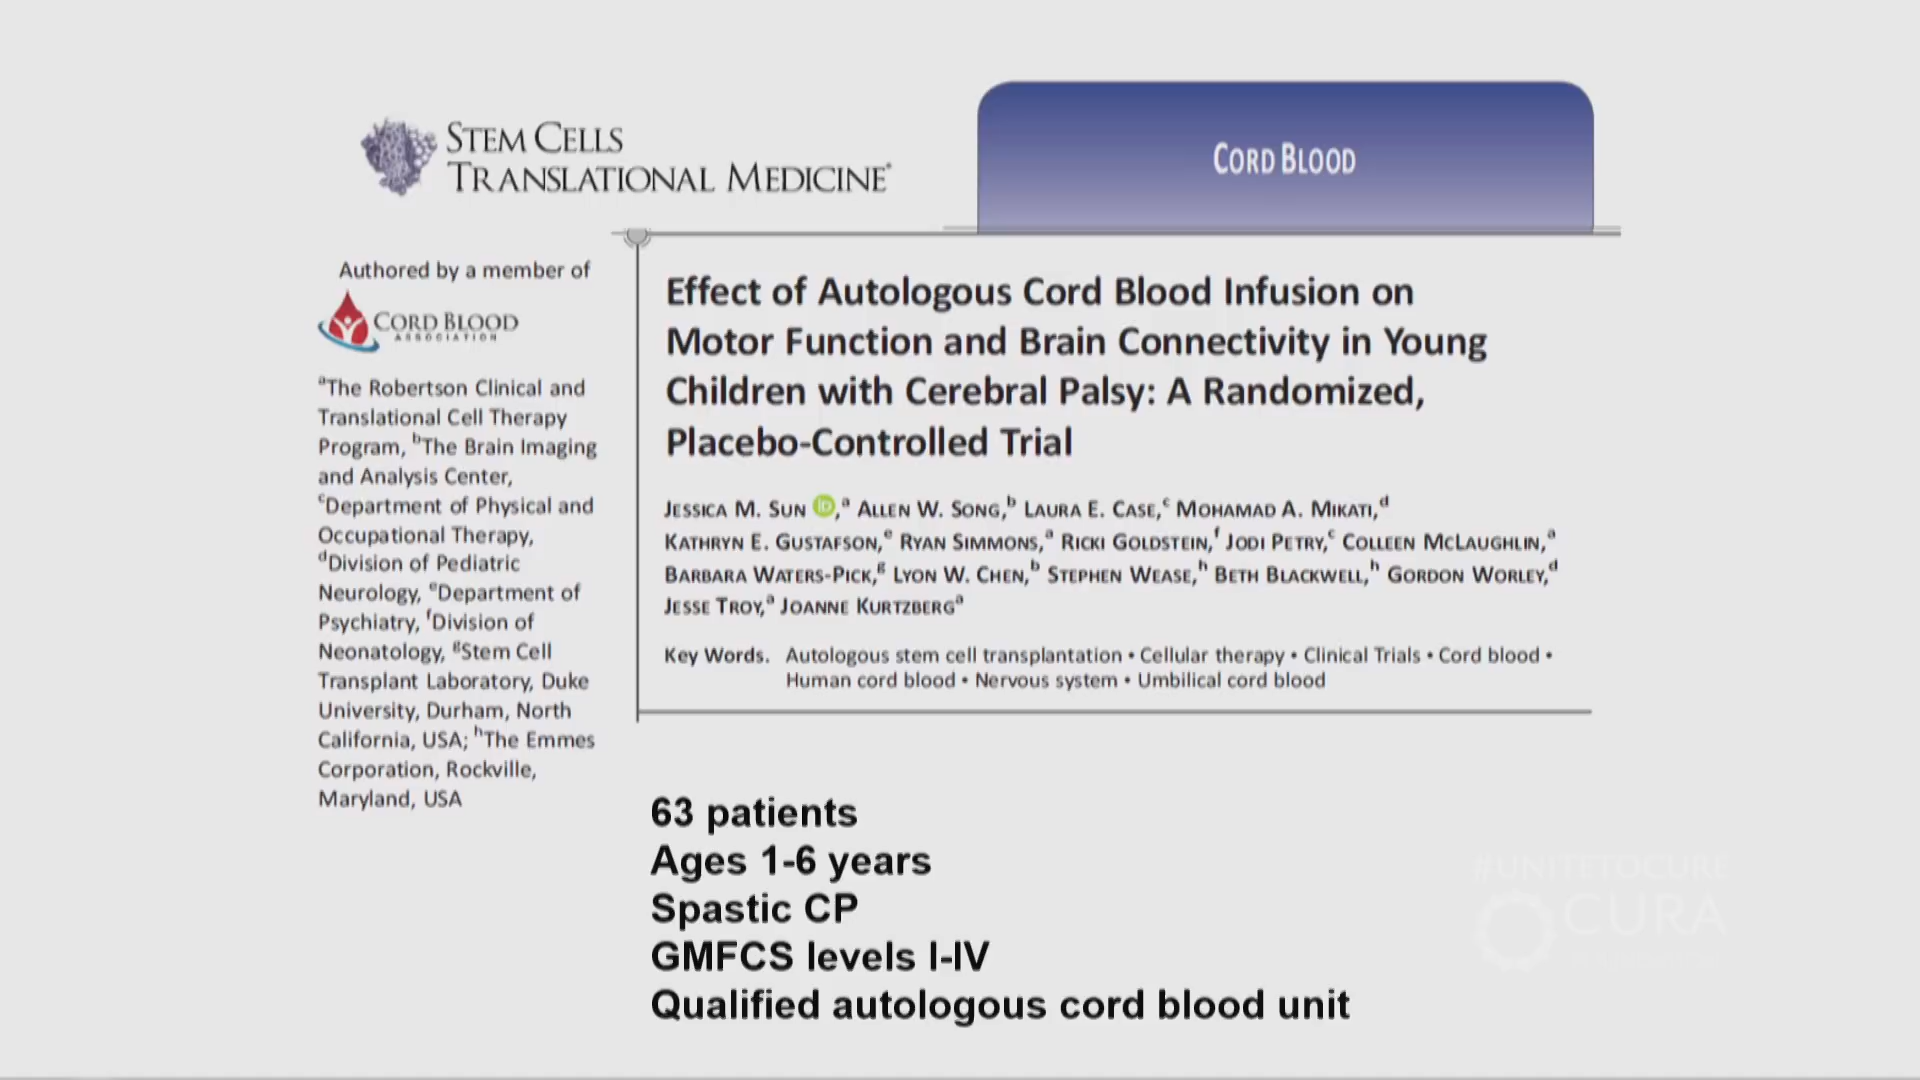 STEM CELLS
TRANSLATIONAL MEDICINE®
CORD BLOOD
Authored by a member of
CORD BLOOD
ASSOCIATION
ᵃThe Robertson Clinical and
Translational Cell Therapy
Program, ᵇThe Brain Imaging
and Analysis Center,
ᶜDepartment of Physical and
Occupational Therapy,
ᵈDivision of Pediatric
Neurology, ᵉDepartment of
Psychiatry, ᶠDivision of
Neonatology, ᵍStem Cell
Transplant Laboratory, Duke
University, Durham, North
California, USA; ʰThe Emmes
Corporation, Rockville,
Maryland, USA
Effect of Autologous Cord Blood Infusion on
Motor Function and Brain Connectivity in Young
Children with Cerebral Palsy: A Randomized,
Placebo-Controlled Trial
JESSICA M. SUN iD,ᵃ ALLEN W. SONG,ᵇ LAURA E. CASE,ᶜ MOHAMAD A. MIKATI,ᵈ
KATHRYN E. GUSTAFSON,ᵉ RYAN SIMMONS,ᵃ RICKI GOLDSTEIN,ᶠ JODI PETRY,ᶜ COLLEEN MCLAUGHLIN,ᵃ
BARBARA WATERS-PICK,ᵍ LYON W. CHEN,ᵇ STEPHEN WEASE,ʰ BETH BLACKWELL,ʰ GORDON WORLEY,ᵈ
JESSE TROY,ᵃ JOANNE KURTZBERGᵃ
Key Words. Autologous stem cell transplantation • Cellular therapy • Clinical Trials • Cord blood •
Human cord blood • Nervous system • Umbilical cord blood
63 patients
Ages 1-6 years
Spastic CP
GMFCS levels I-IV
Qualified autologous cord blood unit
#UNITETOCURE
CURA